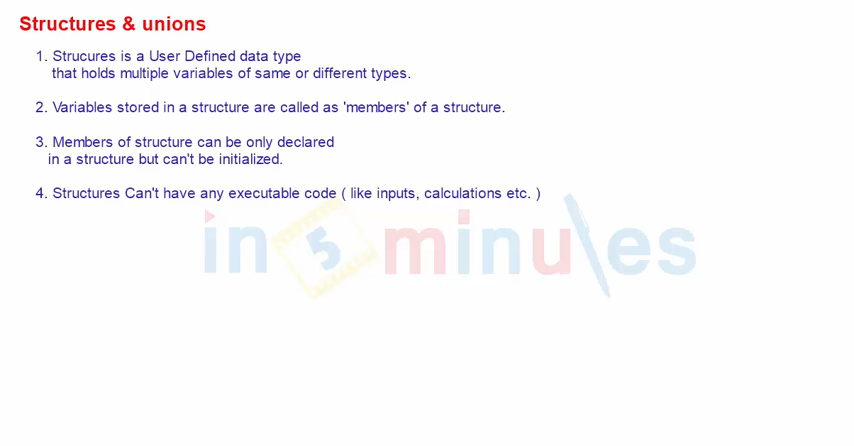 Structures & unions
1. Strucures is a User Defined data type
that holds multiple variables of same or different types.
2. Variables stored in a structure are called as 'members' of a structure.
3. Members of structure can be only declared
in a structure but can't be initialized.
4. Structures Can't have any executable code ( like inputs, calculations etc. )
in 5 minutes